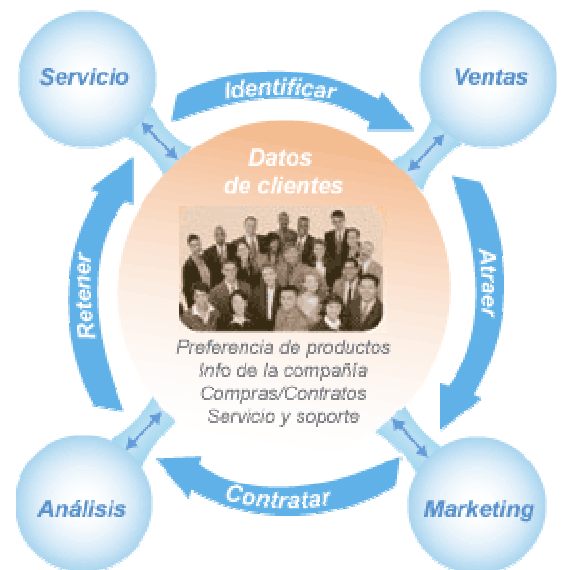 Servicio
Identificar
Ventas
Datos
de clientes
Retener
Atraer
Preferencia de productos
Info de la compañía
Compras/Contratos
Servicio y soporte
Análisis
Contratar
Marketing